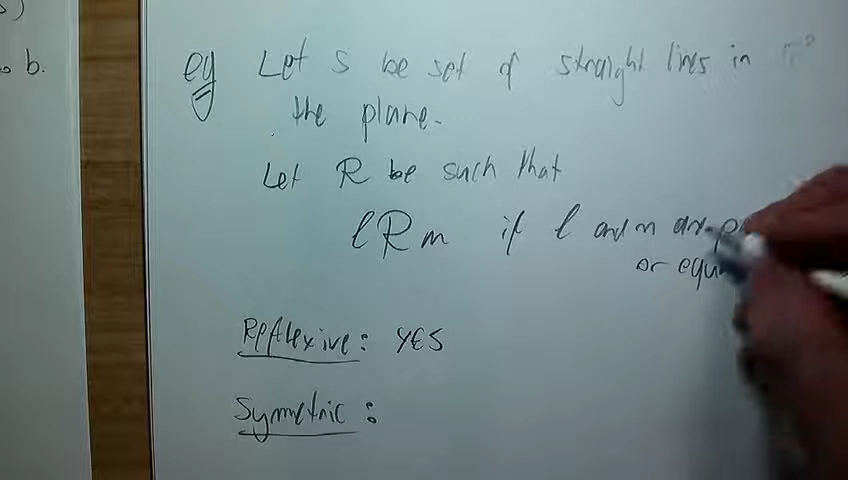 o b.
eg Let S be set of straight lines in
the plane.
Let R be such that
l R m if l and m are
or
Reflexive: YES
Symmetric: